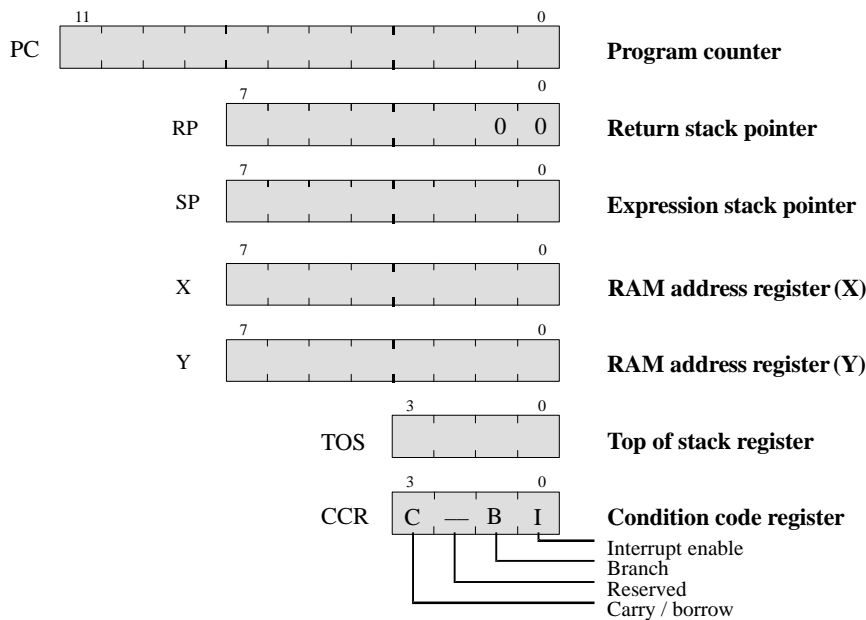 11 0
PC Program counter
7 0
RP 0 0 Return stack pointer
7 0
SP Expression stack pointer
7 0
X RAM address register (X)
7 0
Y RAM address register (Y)
3 0
TOS Top of stack register
3 0
CCR C — B I Condition code register
Interrupt enable
Branch
Reserved
Carry / borrow